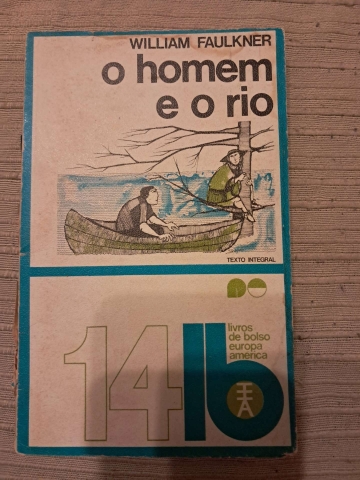 WILLIAM FAULKNER
o homem
e o rio
TEXTO INTEGRAL
14 lb
livros
de bolso
europa
américa